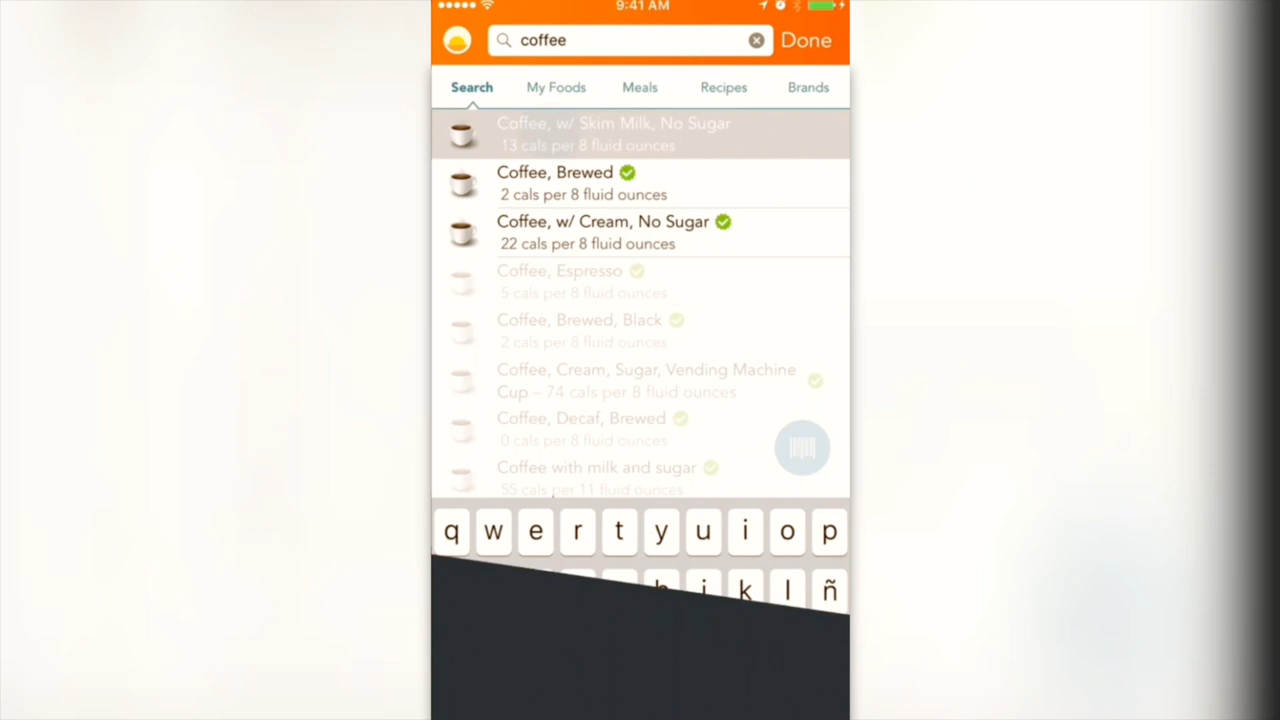 9:41 AM
coffee
Done
Search
My Foods
Meals
Recipes
Brands
Coffee, w/ Skim Milk, No Sugar
13 cals per 8 fluid ounces
Coffee, Brewed
2 cals per 8 fluid ounces
Coffee, w/ Cream, No Sugar
22 cals per 8 fluid ounces
Coffee, Espresso
5 cals per 8 fluid ounces
Coffee, Brewed, Black
2 cals per 8 fluid ounces
Coffee, Cream, Sugar, Vending Machine
Cup – 74 cals per 8 fluid ounces
Coffee, Decaf, Brewed
0 cals per 8 fluid ounces
Coffee with milk and sugar
55 cals per 11 fluid ounces
q w e r t y u i o p
h j k l ñ